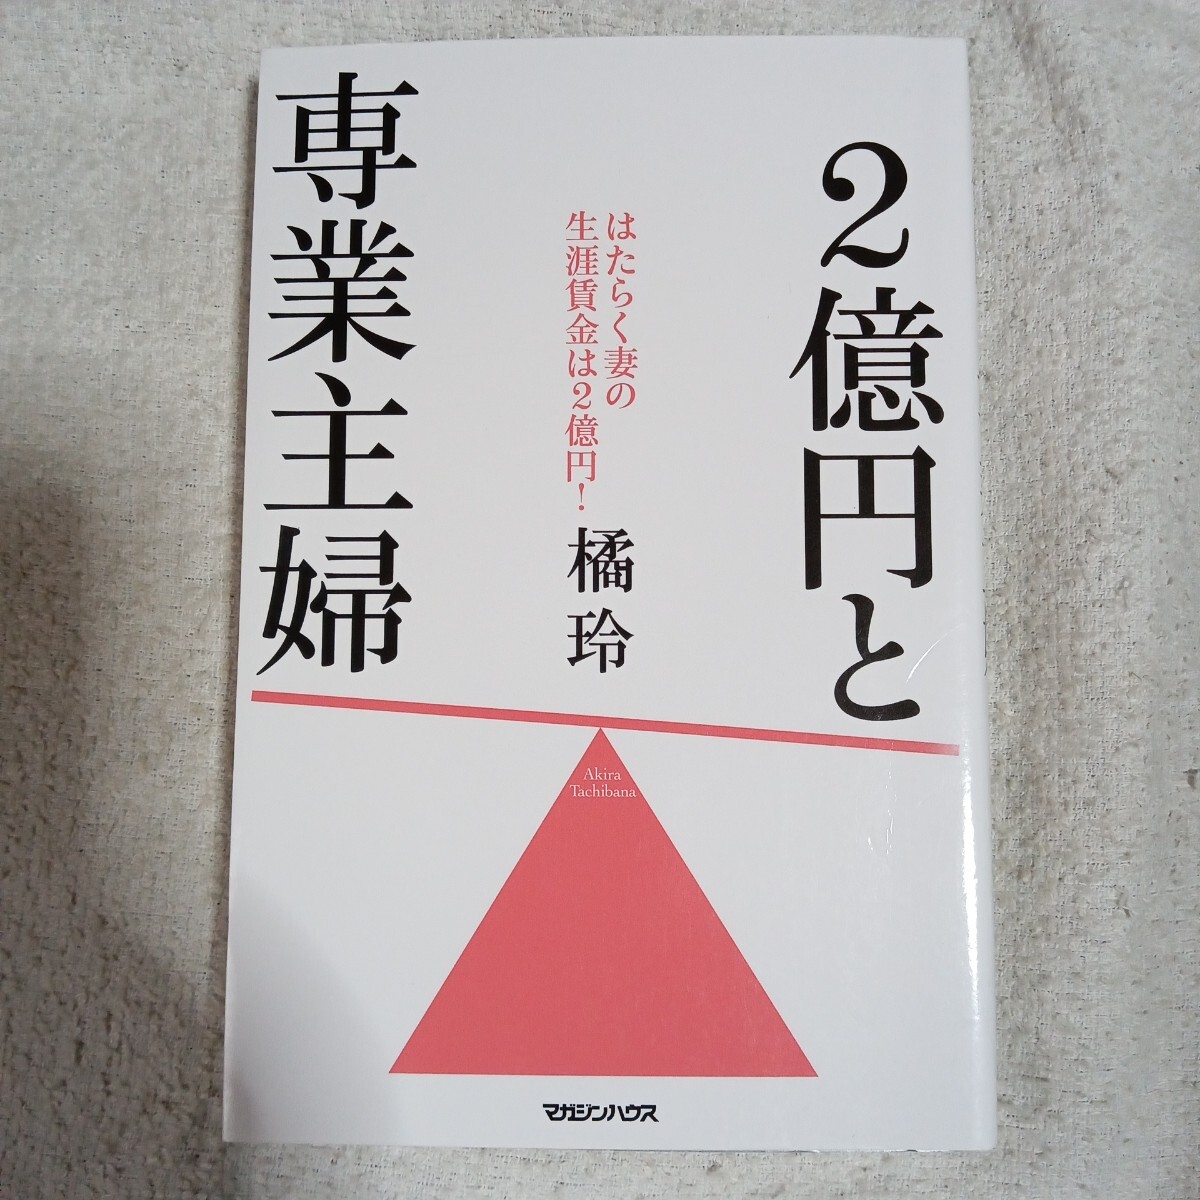 2億円と
専業主婦
はたらく妻の
生涯賃金は2億円!
橘玲
Akira
Tachibana
マガジンハウス